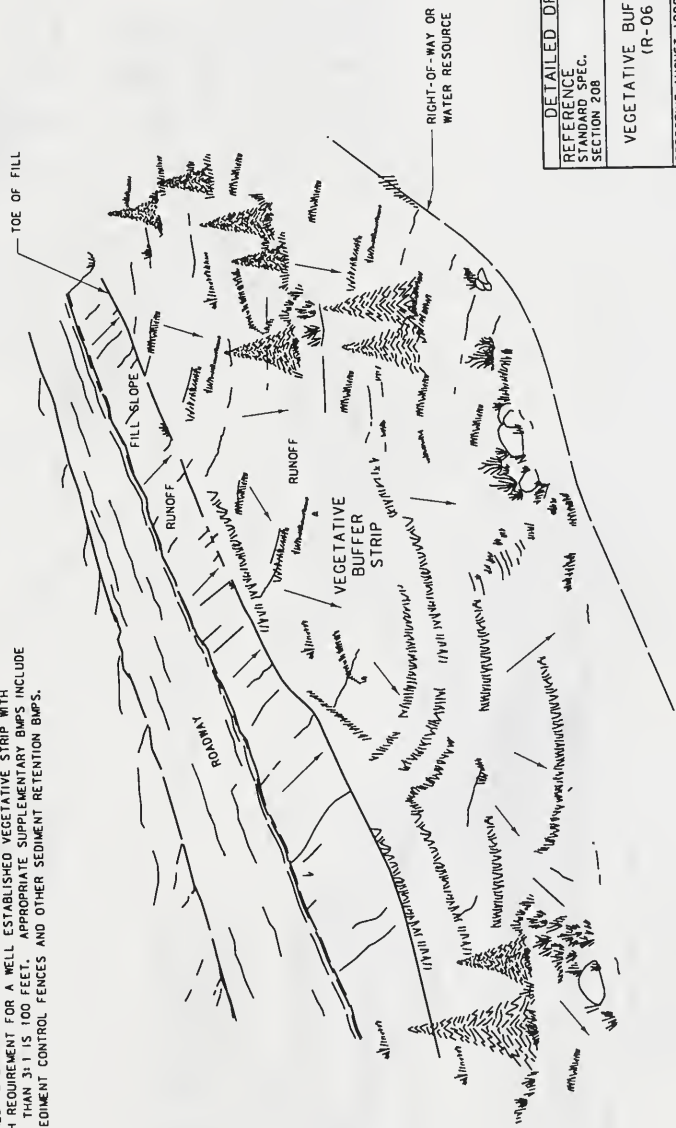 H REQUIREMENT FOR A WELL ESTABLISHED VEGETATIVE STRIP WITH
THAN 3:1 IS 100 FEET. APPROPRIATE SUPPLEMENTARY BMPS INCLUDE
EDIMENT CONTROL FENCES AND OTHER SEDIMENT RETENTION BMPS.
TOE OF FILL
ROADWAY
FILL SLOPE
RUNOFF
RUNOFF
VEGETATIVE
BUFFER
STRIP
RIGHT-OF-WAY OR
WATER RESOURCE
DETAILED DR
REFERENCE
STANDARD SPEC.
SECTION 208
VEGETATIVE BUF
(R-06